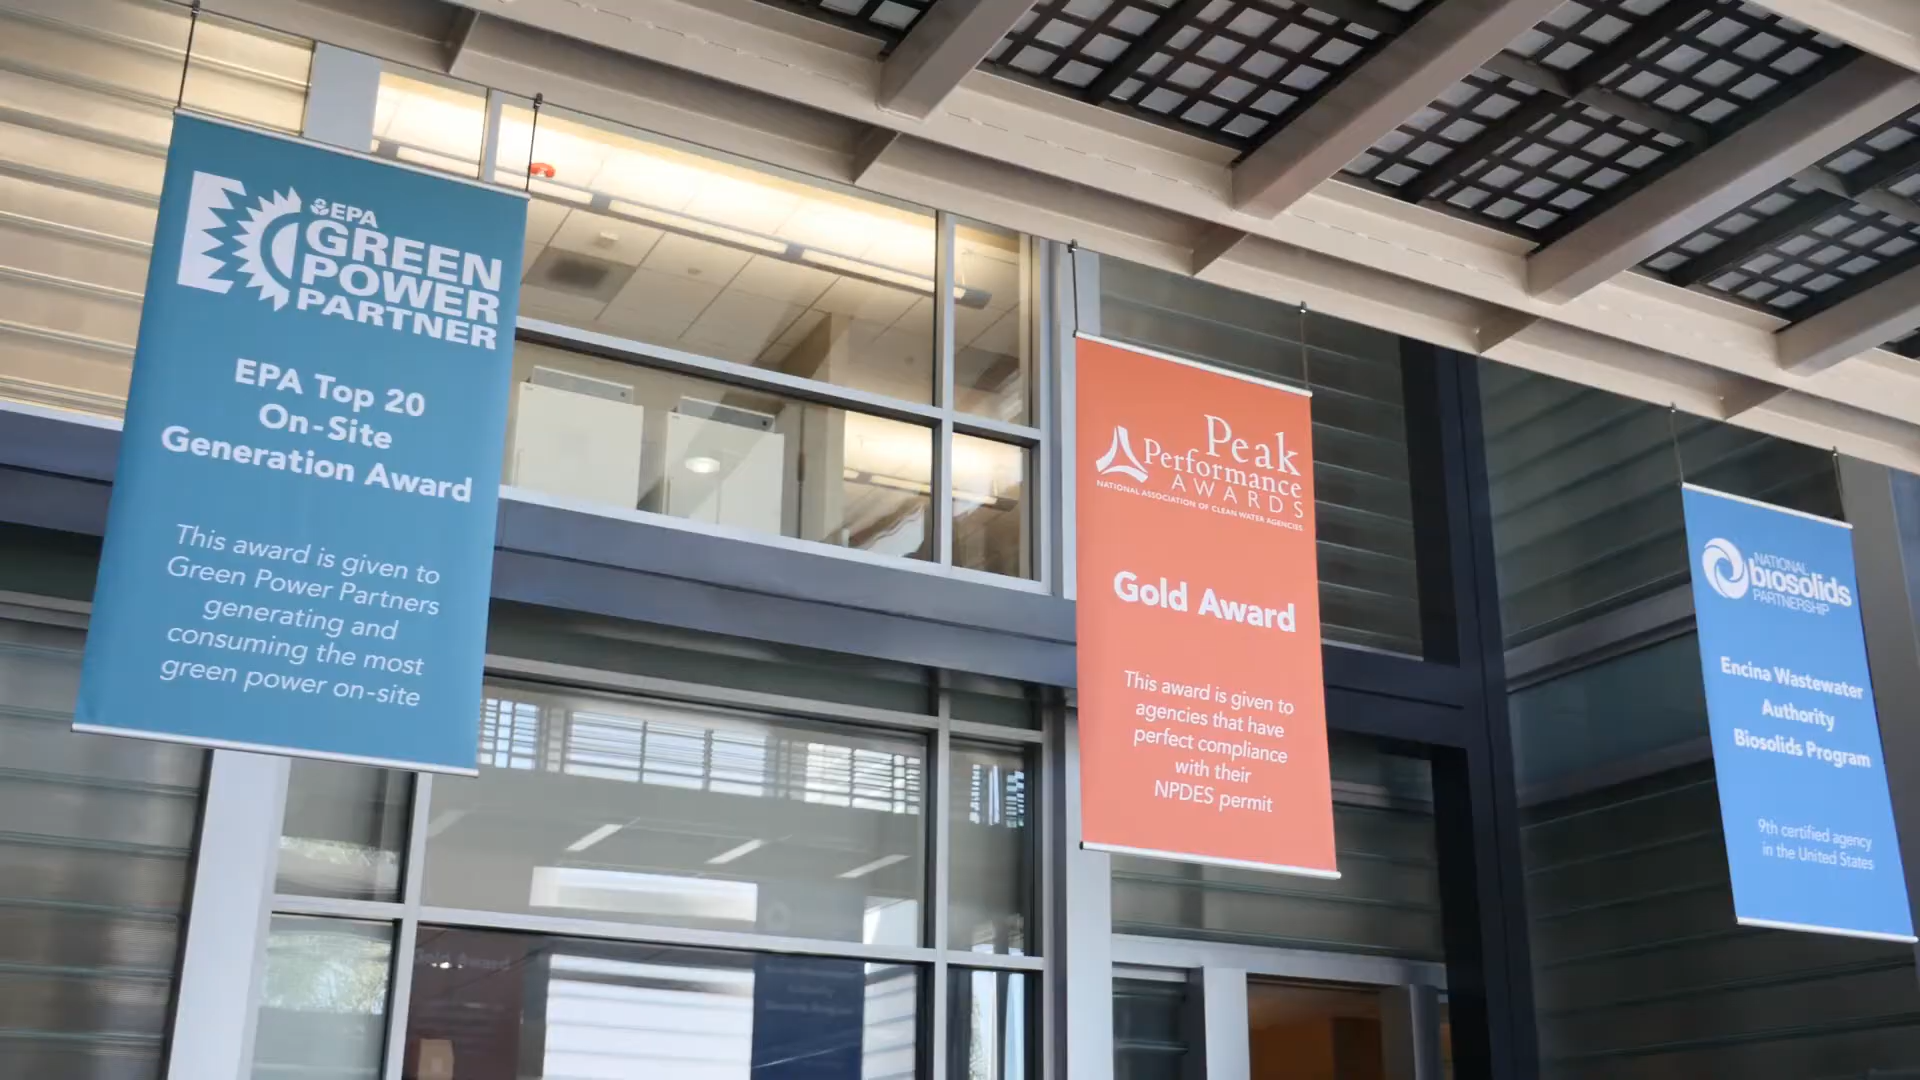 EPA
GREEN
POWER
PARTNER
EPA Top 20
On-Site
Generation Award
This award is given to
Green Power Partners
generating and
consuming the most
green power on-site
Peak
Performance
AWARDS
NATIONAL ASSOCIATION OF CLEAN WATER AGENCIES
Gold Award
This award is given to
agencies that have
perfect compliance
with their
NPDES permit
NATIONAL
biosolids
PARTNERSHIP
Encina Wastewater
Authority
Biosolids Program
9th certified agency
in the United States